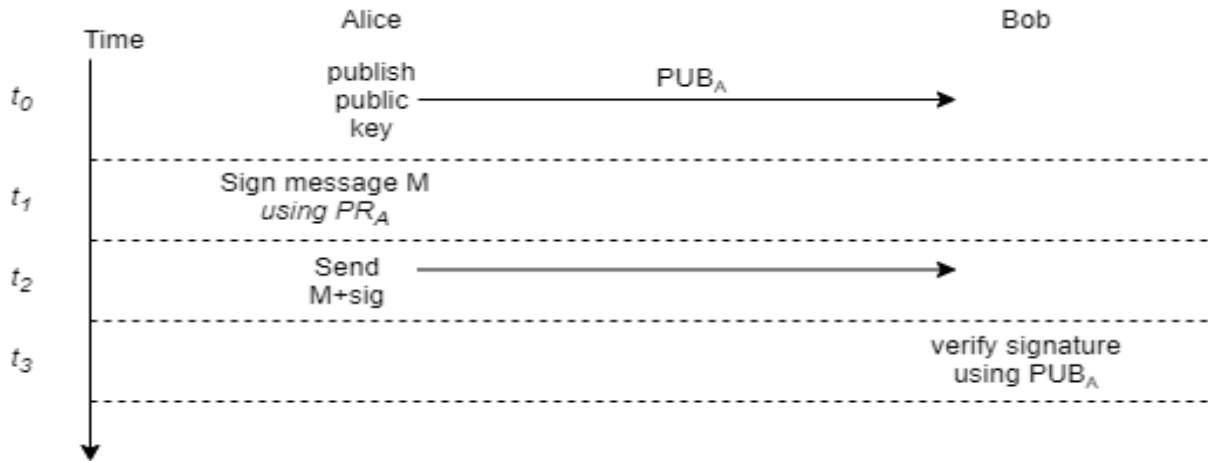 Alice
Bob
Time
t0
publish
public
key
PUBA
t1
Sign message M
using PRA
t2
Send
M+sig
t3
verify signature
using PUBA